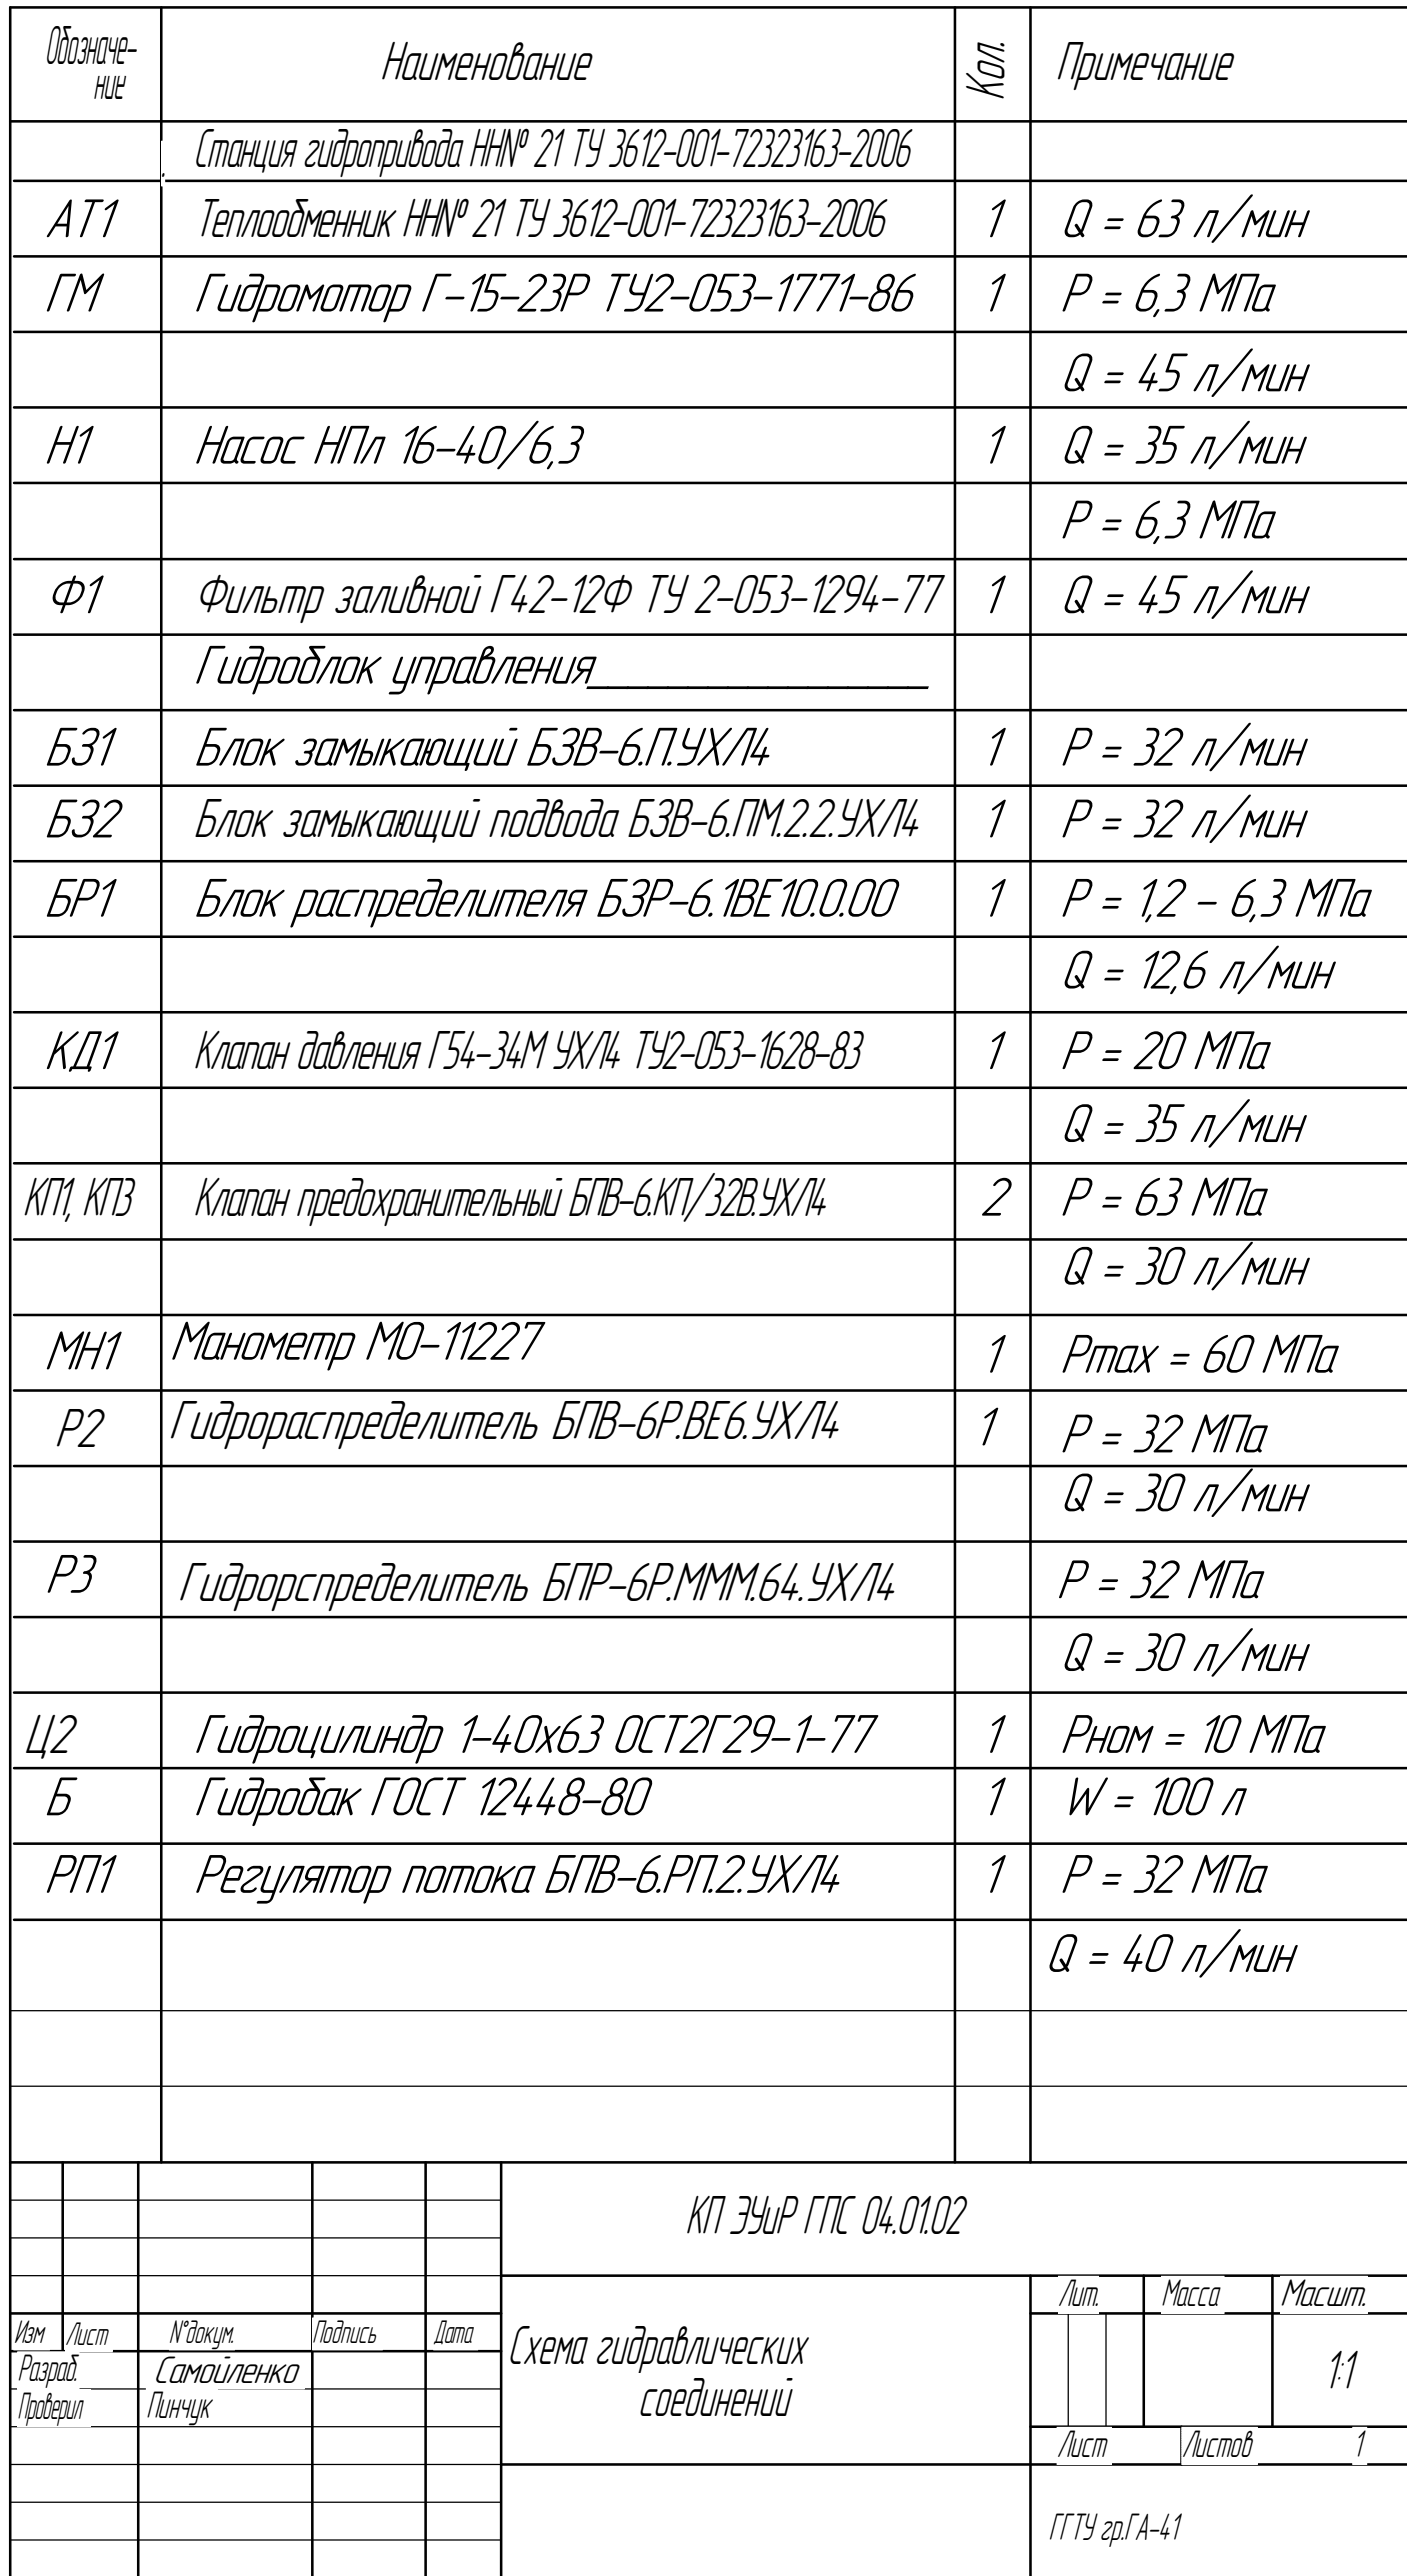 Обозначе-
ние
Наименование
Кол.
Примечание
Станция гидропривода НН№ 21 ТУ 3612-001-72323163-2006
АТ1 Теплообменник НН№ 21 ТУ 3612-001-72323163-2006 1 Q = 63 л/мин
ГМ Гидромотор Г-15-23Р ТУ2-053-1771-86 1 Р = 6,3 МПа
Q = 45 л/мин
Н1 Насос НПл 16-40/6,3 1 Q = 35 л/мин
Р = 6,3 МПа
Ф1 Фильтр заливной Г42-12Ф ТУ 2-053-1294-77 1 Q = 45 л/мин
Гидроблок управления_________________
БЗ1 Блок замыкающий БЗВ-6.П.УХЛ4 1 Р = 32 л/мин
БЗ2 Блок замыкающий подвода БЗВ-6.ПМ.2.2.УХЛ4 1 Р = 32 л/мин
БР1 Блок распределителя БЗР-6.1ВЕ10.0.00 1 Р = 1,2 - 6,3 МПа
Q = 12,6 л/мин
КД1 Клапан давления Г54-34М УХЛ4 ТУ2-053-1628-83 1 Р = 20 МПа
Q = 35 л/мин
КП1, КП3 Клапан предохранительный БПВ-6.КП/32В.УХЛ4 2 Р = 63 МПа
Q = 30 л/мин
МН1 Манометр МО-11227 1 Рmax = 60 МПа
Р2 Гидрораспределитель БПВ-6Р.ВЕ6.УХЛ4 1 Р = 32 МПа
Q = 30 л/мин
Р3 Гидрорспределитель БПР-6Р.МММ.64.УХЛ4 Р = 32 МПа
Q = 30 л/мин
Ц2 Гидроцилиндр 1-40х63 ОСТ2Г29-1-77 1 Рном = 10 МПа
Б Гидробак ГОСТ 12448-80 1 W = 100 л
РП1 Регулятор потока БПВ-6.РП.2.УХЛ4 1 Р = 32 МПа
Q = 40 л/мин
КП ЭУиР ГПС 04.01.02
Лит. Масса Масшт.
Изм Лист №докум. Подпись Дата
Схема гидравлических
соединений
1:1
Разраб. Самойленко
Проверил Пинчук
Лист Листов 1
ГГТУ гр.ГА-41